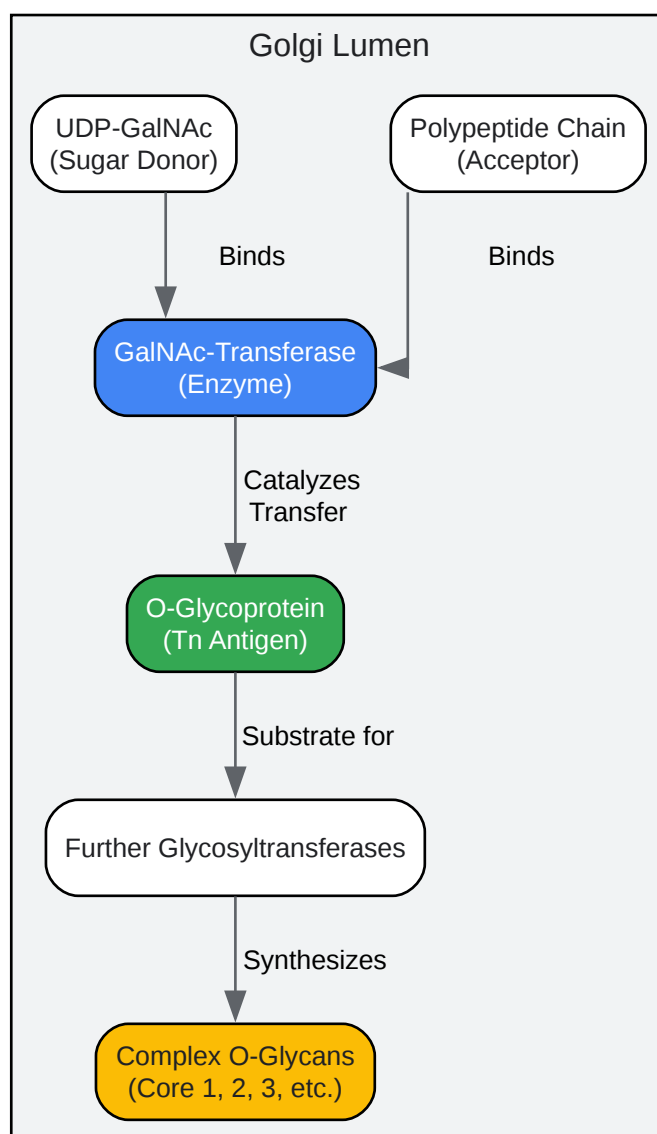 Golgi Lumen
UDP-GalNAc
(Sugar Donor)
Polypeptide Chain
(Acceptor)
Binds
Binds
GalNAc-Transferase
(Enzyme)
Catalyzes
Transfer
O-Glycoprotein
(Tn Antigen)
Substrate for
Further Glycosyltransferases
Synthesizes
Complex O-Glycans
(Core 1, 2, 3, etc.)